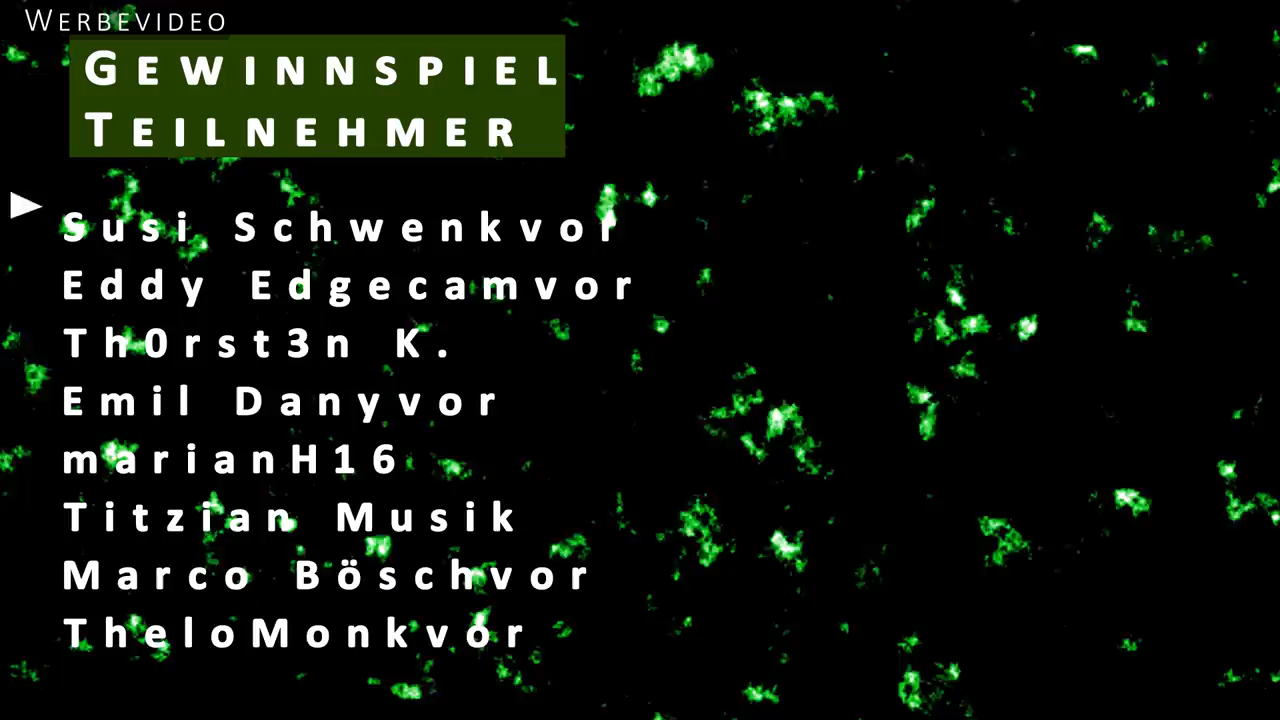 WERBEVIDEO
GEWINNSPIEL
TEILNEHMER
Susi Schwenkvor
Eddy Edgecamvor
Th0rst3n K.
Emil Danyvor
marianH16
Titzian Musik
Marco Böschvor
TheloMonkvor